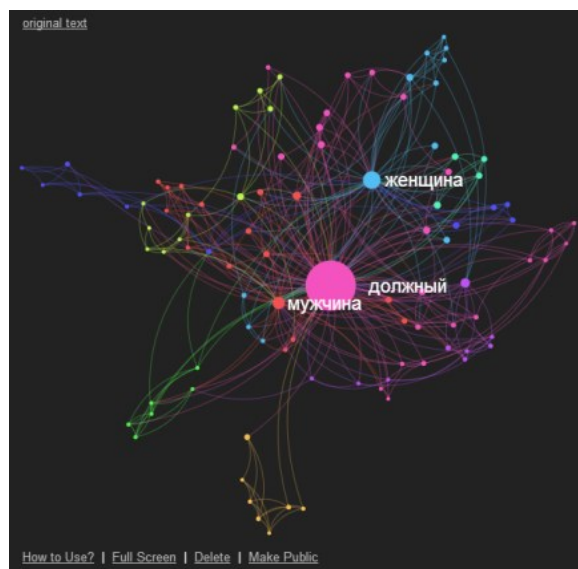 original text
женщина
должный
мужчина
How to Use? | Full Screen | Delete | Make Public